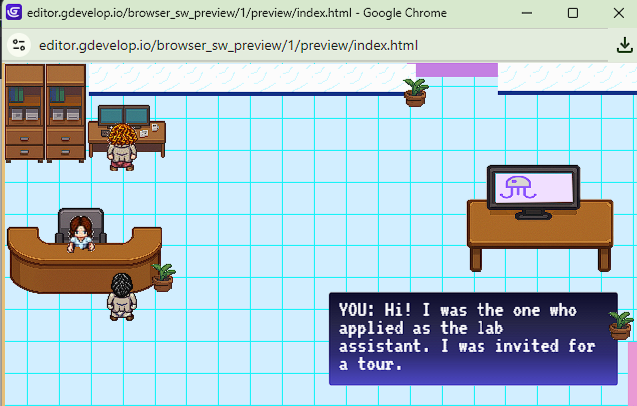 editor.gdevelop.io/browser_sw_preview/1/preview/index.html - Google Chrome
editor.gdevelop.io/browser_sw_preview/1/preview/index.html
YOU: Hi! I was the one who
applied as the lab
assistant. I was invited for
a tour.